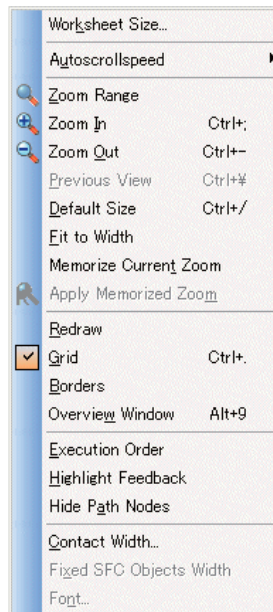 Worksheet Size...
Autoscrollspeed
Zoom Range
Zoom In Ctrl+;
Zoom Out Ctrl+-
Previous View Ctrl+¥
Default Size Ctrl+/
Fit to Width
Memorize Current Zoom
Apply Memorized Zoom
Redraw
Grid Ctrl+.
Borders
Overview Window Alt+9
Execution Order
Highlight Feedback
Hide Path Nodes
Contact Width...
Fixed SFC Objects Width
Font...